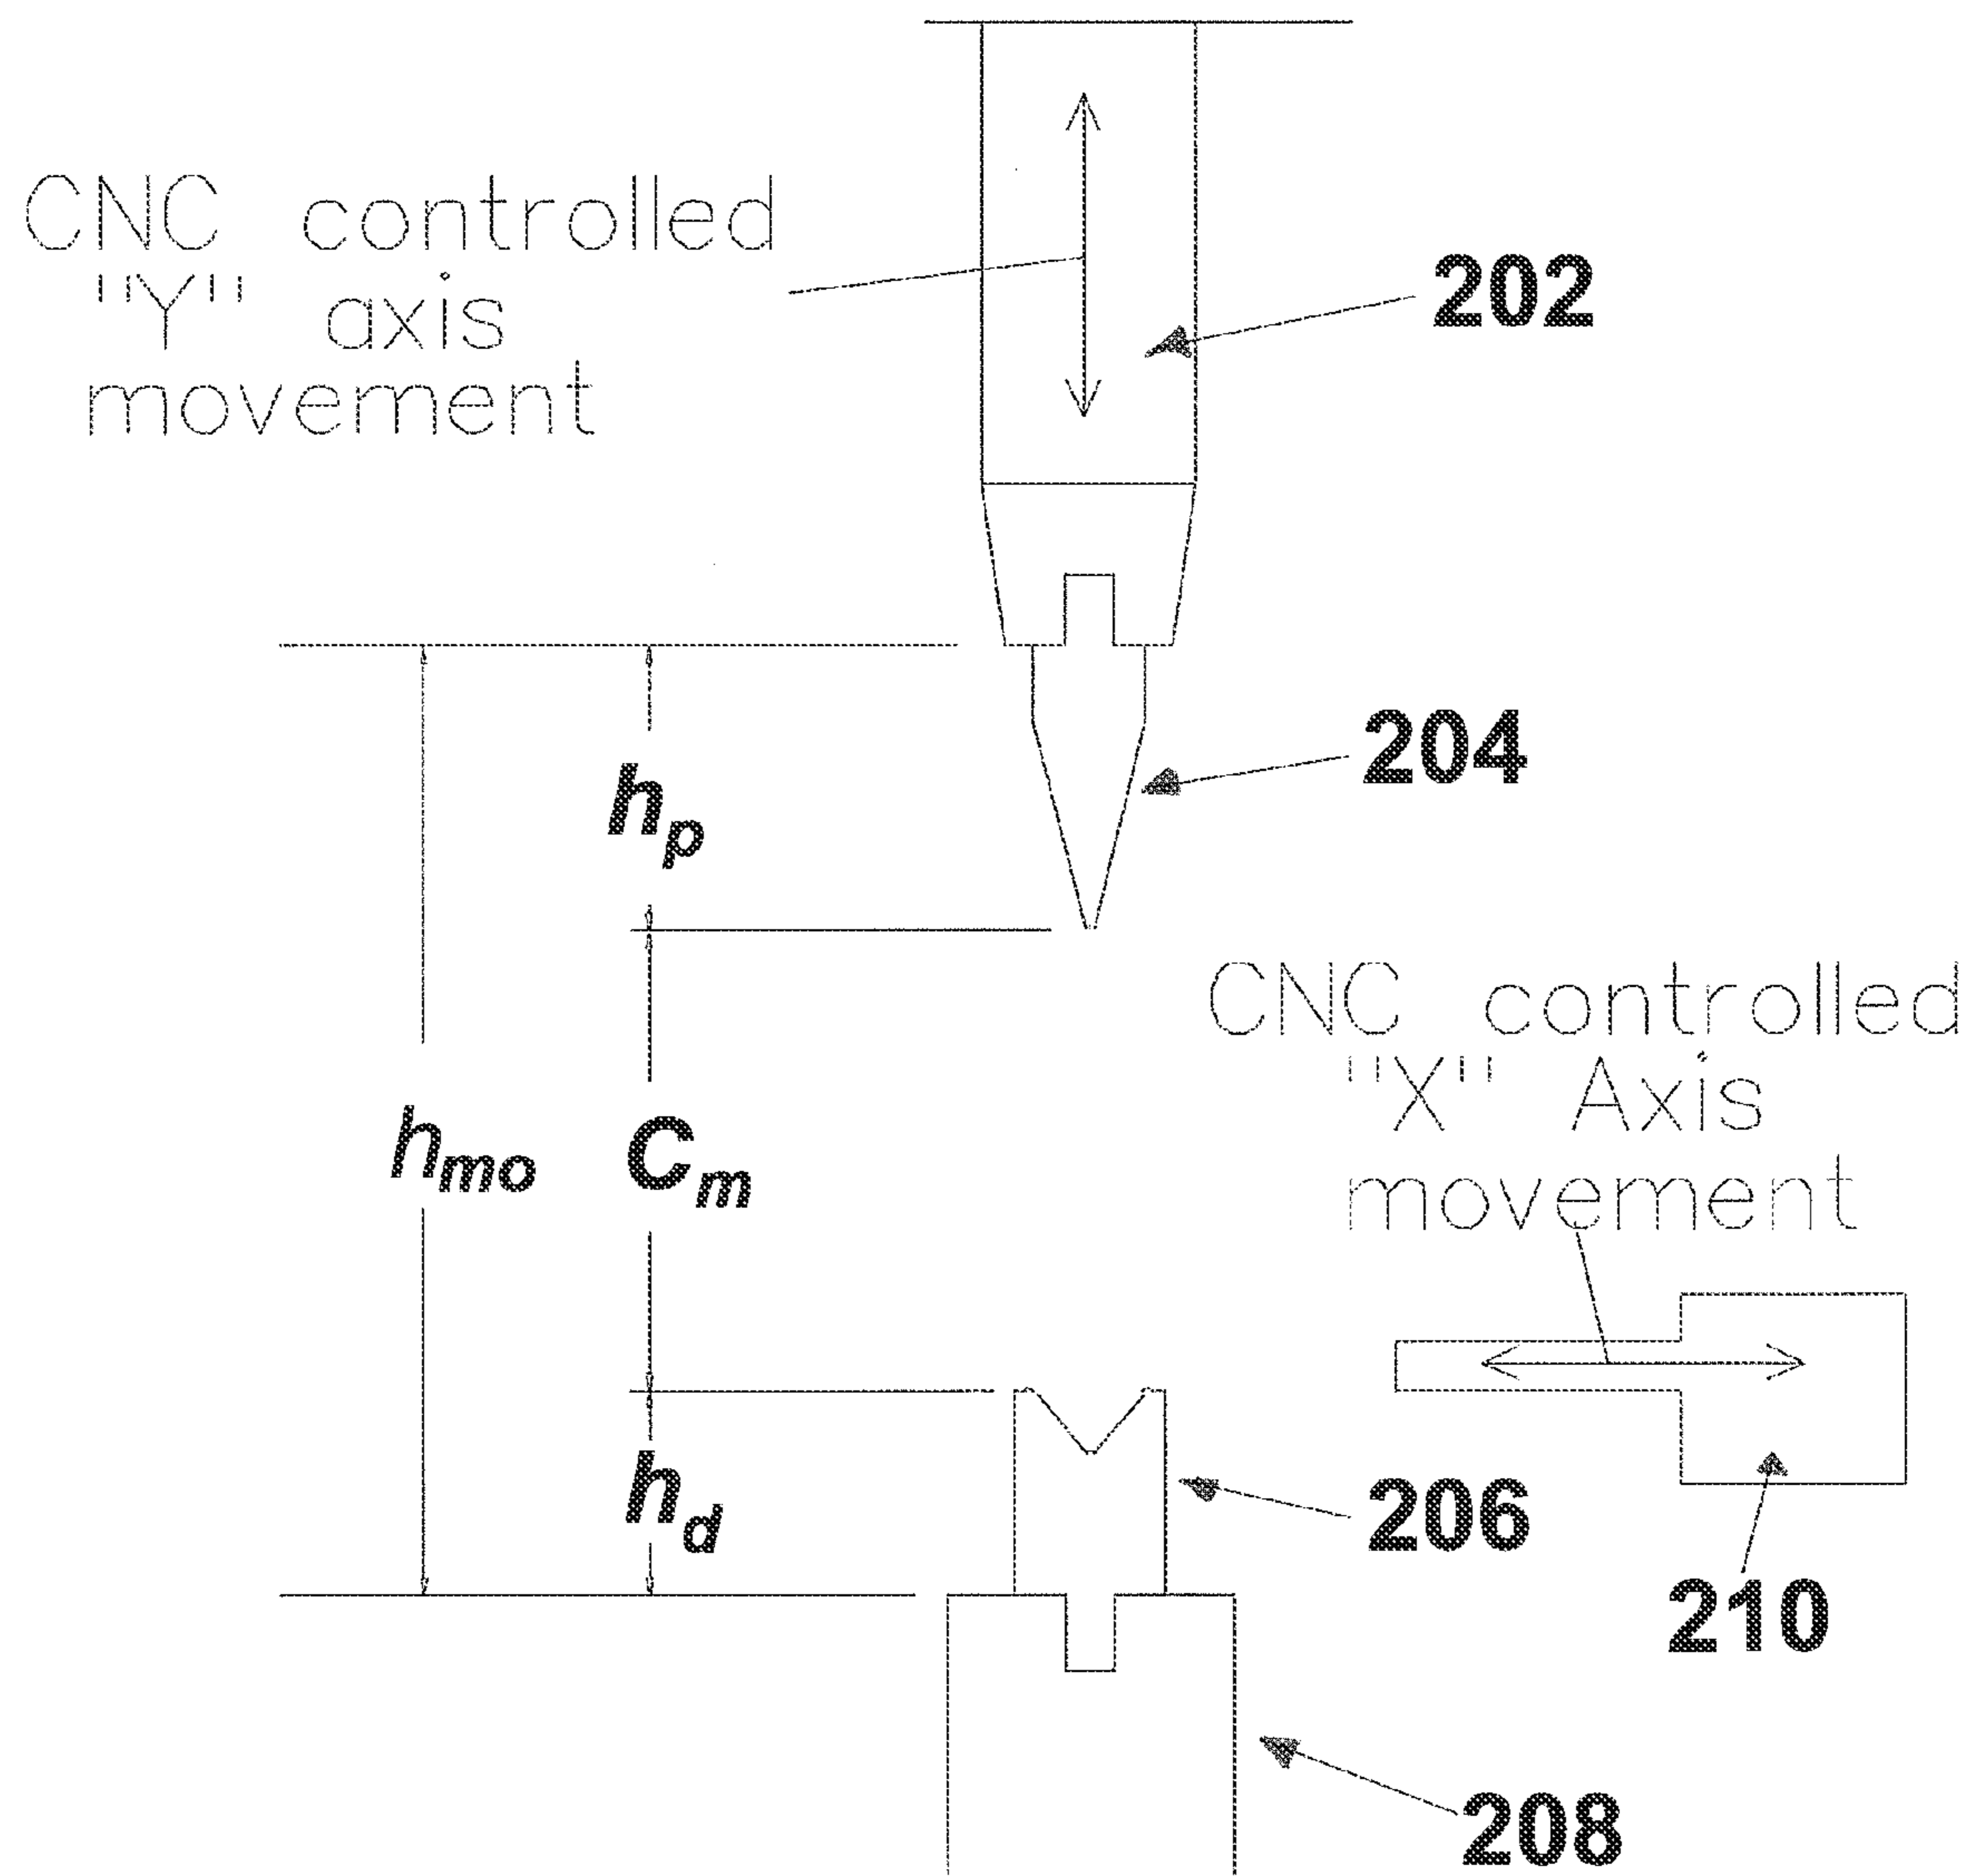 CNC controlled
"Y" axis
movement
202
204
hp
CNC controlled
"X" Axis
movement
hmo
Cm
hd
206
210
208